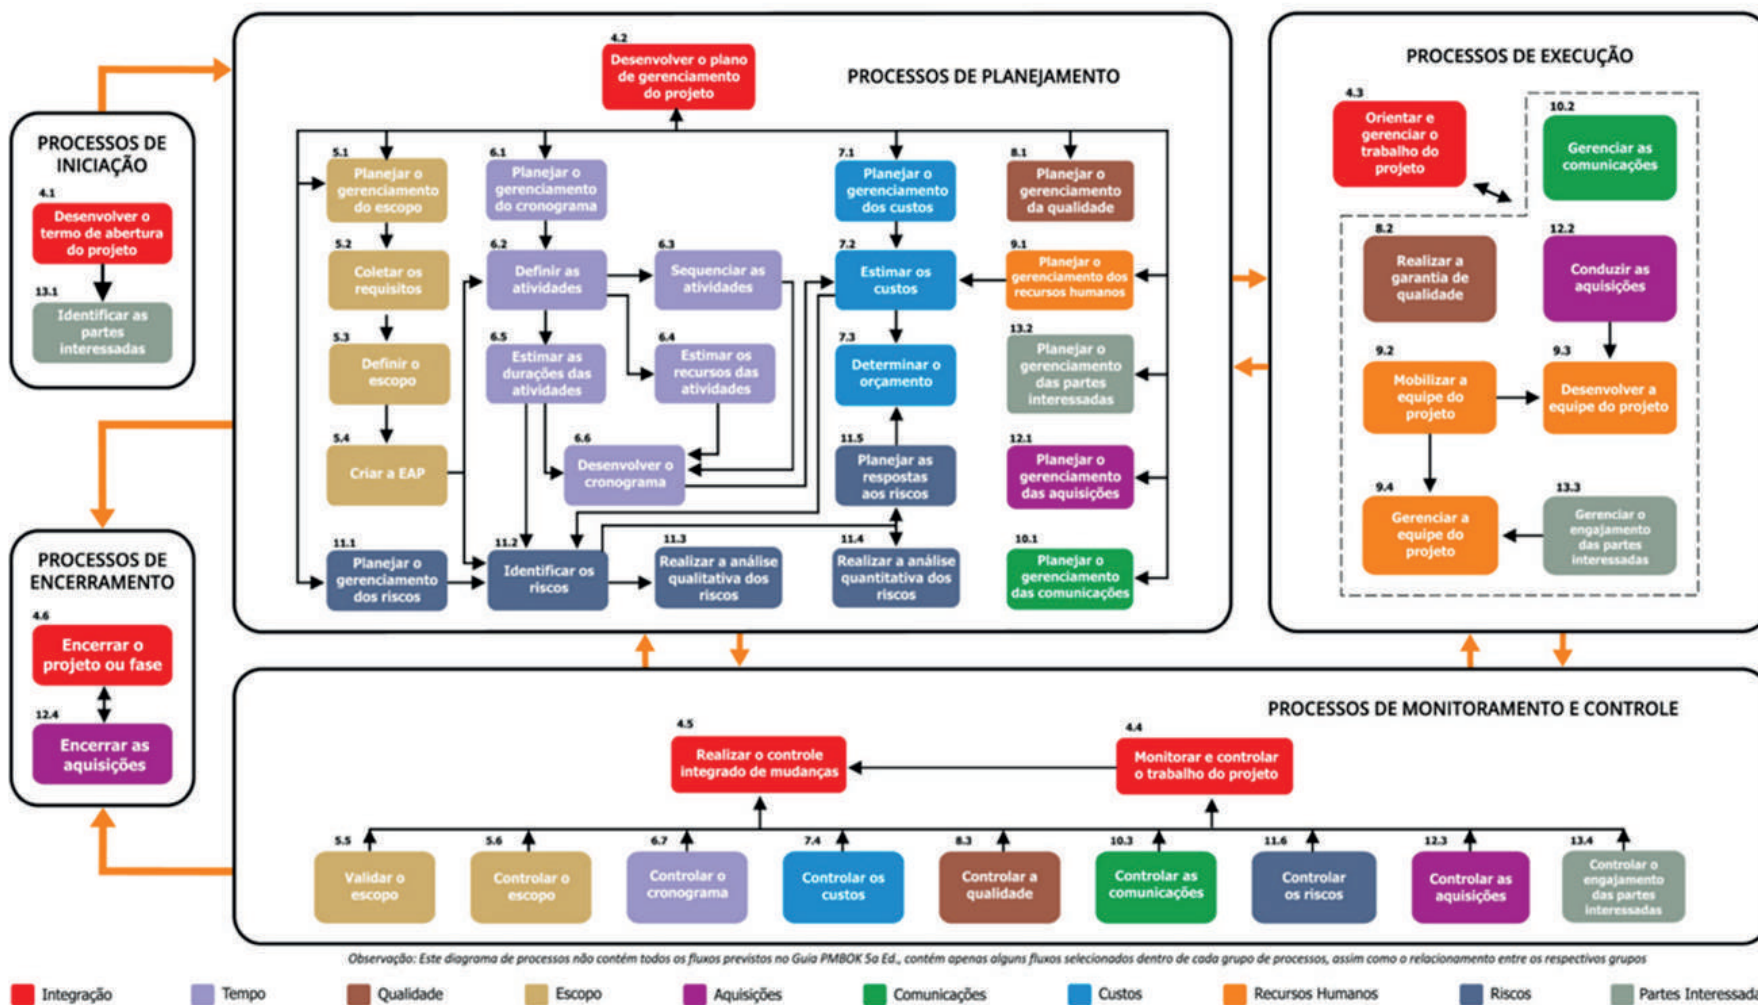 PROCESSOS DE
INICIAÇÃO
4.1
Desenvolver o
termo de abertura
do projeto
13.1
Identificar as
partes
interessadas
PROCESSOS DE
ENCERRAMENTO
4.6
Encerrar o
projeto ou fase
12.4
Encerrar as
aquisições
PROCESSOS DE PLANEJAMENTO
4.2
Desenvolver o plano
de gerenciamento
do projeto
5.1
Planejar o
gerenciamento
do escopo
6.1
Planejar o
gerenciamento
do cronograma
7.1
Planejar o
gerenciamento
dos custos
8.1
Planejar o
gerenciamento
da qualidade
5.2
Coletar os
requisitos
6.2
Definir as
atividades
6.3
Sequenciar as
atividades
7.2
Estimar os
custos
9.1
Planejar o
gerenciamento dos
recursos humanos
5.3
Definir o
escopo
6.5
Estimar as
durações das
atividades
6.4
Estimar os
recursos das
atividades
7.3
Determinar o
orçamento
13.2
Planejar o
gerenciamento
das partes
interessadas
5.4
Criar a EAP
6.6
Desenvolver o
cronograma
11.5
Planejar as
respostas
aos riscos
12.1
Planejar o
gerenciamento
das aquisições
11.1
Planejar o
gerenciamento
dos riscos
11.2
Identificar os
riscos
11.3
Realizar a análise
qualitativa dos
riscos
11.4
Realizar a análise
quantitativa dos
riscos
10.1
Planejar o
gerenciamento
das comunicações
PROCESSOS DE EXECUÇÃO
4.3
Orientar e
gerenciar o
trabalho do
projeto
10.2
Gerenciar as
comunicações
8.2
Realizar a
garantia de
qualidade
12.2
Conduzir as
aquisições
9.2
Mobilizar a
equipe do
projeto
9.3
Desenvolver a
equipe do projeto
9.4
Gerenciar a
equipe do
projeto
13.3
Gerenciar o
engajamento
das partes
interessadas
PROCESSOS DE MONITORAMENTO E CONTROLE
4.5
Realizar o controle
integrado de mudanças
4.4
Monitorar e controlar
o trabalho do projeto
5.5
Validar o
escopo
5.6
Controlar o
escopo
6.7
Controlar o
cronograma
7.4
Controlar os
custos
8.3
Controlar a
qualidade
10.3
Controlar as
comunicações
11.6
Controlar
os riscos
12.3
Controlar as
aquisições
13.4
Controlar o
engajamento
das partes
interessadas
Observação: Este diagrama de processos não contém todos os fluxos previstos no Guia PMBOK 5a Ed., contém apenas alguns fluxos selecionados dentro de cada grupo de processos, assim como o relacionamento entre os respectivos grupos
Integração
Tempo
Qualidade
Escopo
Aquisições
Comunicações
Custos
Recursos Humanos
Riscos
Partes Interessada